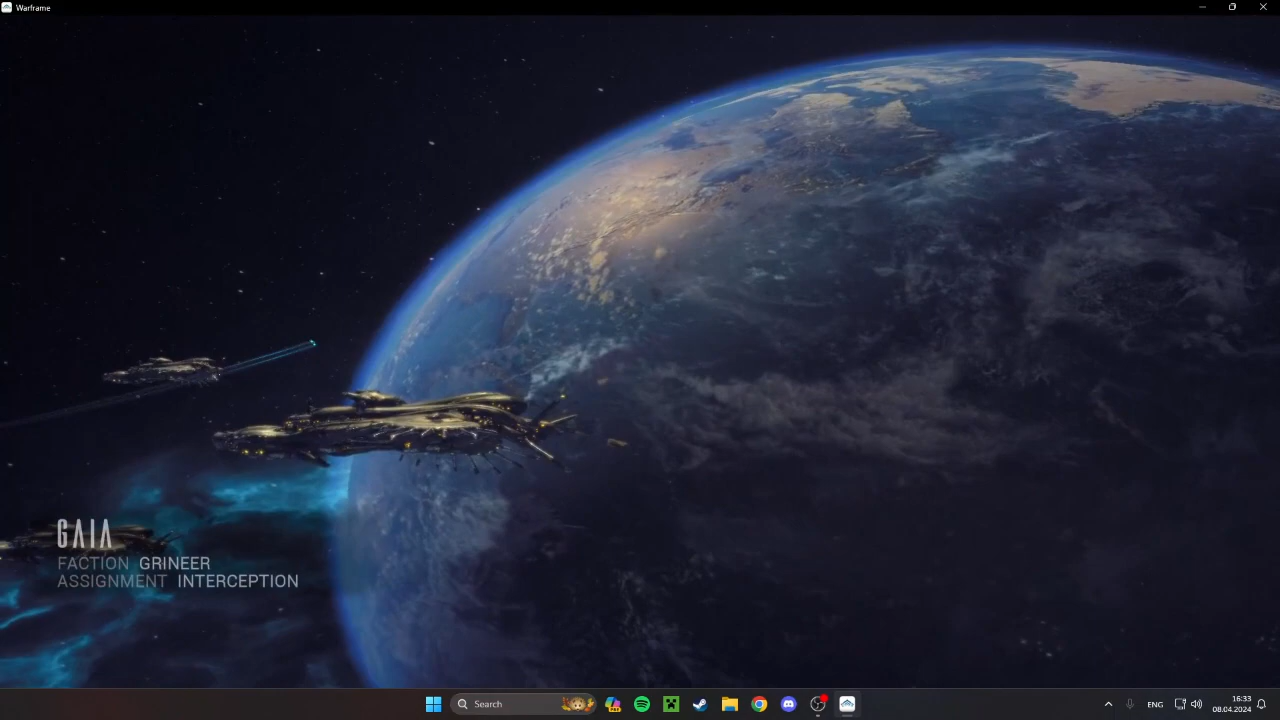 Warframe
GAIA
FACTION GRINEER
ASSIGNMENT INTERCEPTION
Search
ENG
16:33
08.04.2024